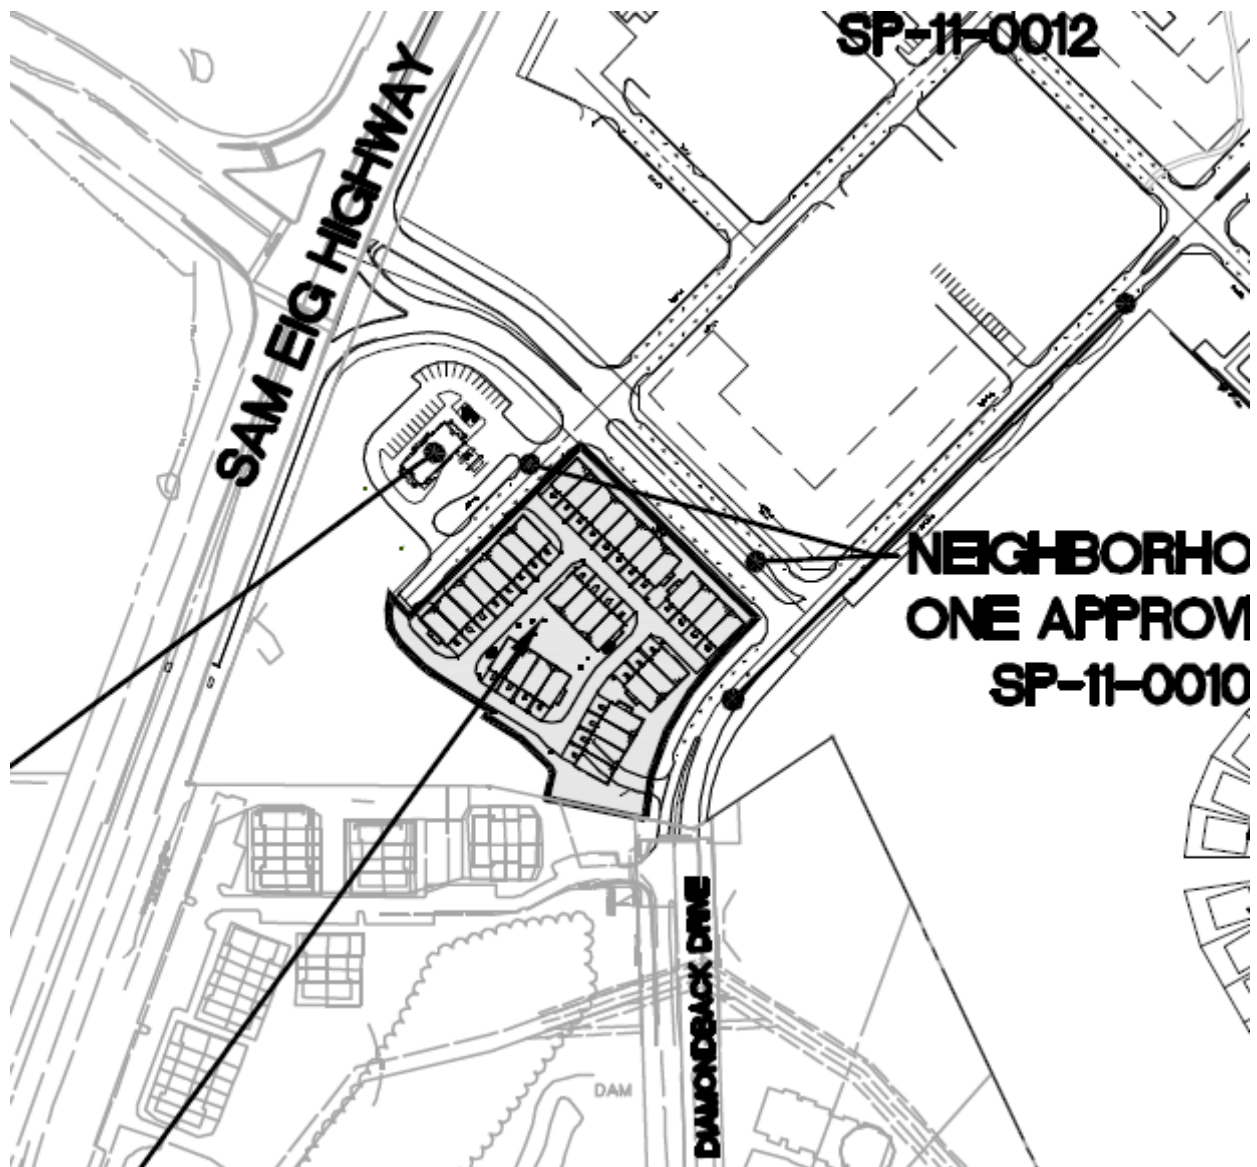 SP-11-0012
SAM EIG HIGHWAY
NEIGHBORHO
ONE APPROV
SP-11-0010
DIAMONDBACK DRIVE
DAM